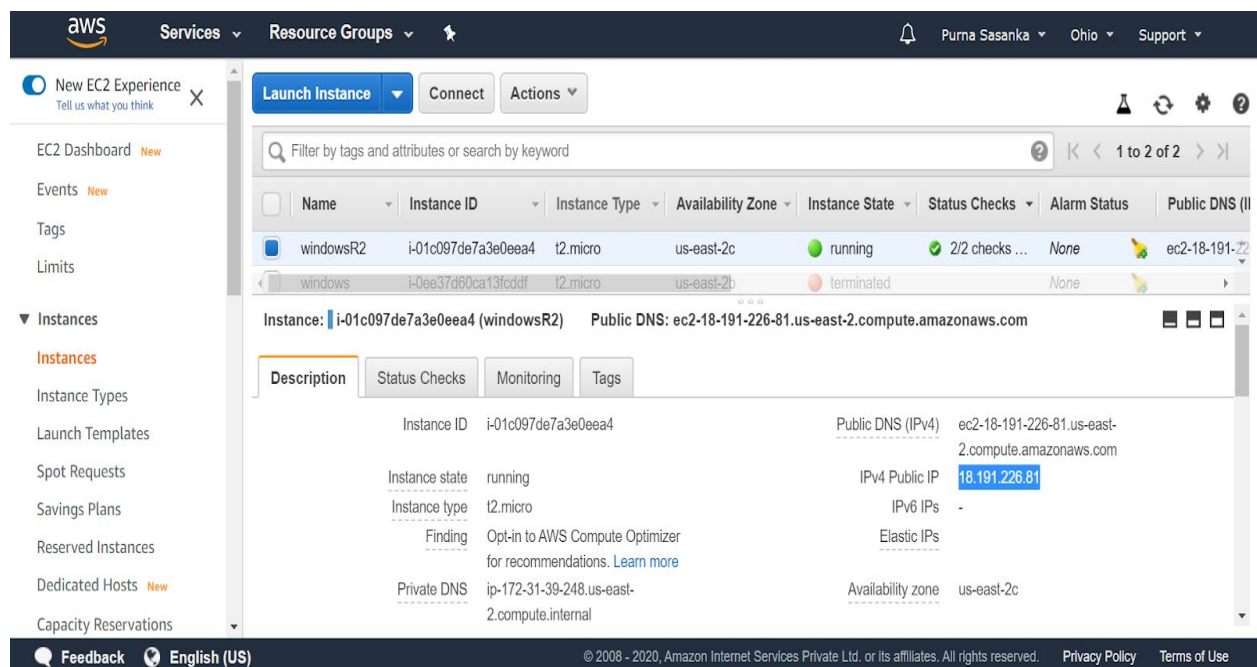 aws Services Resource Groups Purna Sasanka Ohio Support
New EC2 Experience
Tell us what you think
EC2 Dashboard New
Events New
Tags
Limits
Instances
Instances
Instance Types
Launch Templates
Spot Requests
Savings Plans
Reserved Instances
Dedicated Hosts New
Capacity Reservations
Launch Instance Connect Actions
Filter by tags and attributes or search by keyword 1 to 2 of 2
Name Instance ID Instance Type Availability Zone Instance State Status Checks Alarm Status Public DNS (I
windowsR2 i-01c097de7a3e0eea4 t2.micro us-east-2c running 2/2 checks ... None ec2-18-191-22
windows i-0ee37d60ca13fcddf t2.micro us-east-2b terminated None
Instance: i-01c097de7a3e0eea4 (windowsR2) Public DNS: ec2-18-191-226-81.us-east-2.compute.amazonaws.com
Description Status Checks Monitoring Tags
Instance ID i-01c097de7a3e0eea4 Public DNS (IPv4) ec2-18-191-226-81.us-east-
2.compute.amazonaws.com
Instance state running IPv4 Public IP 18.191.226.81
Instance type t2.micro IPv6 IPs -
Finding Opt-in to AWS Compute Optimizer Elastic IPs
for recommendations. Learn more
Private DNS ip-172-31-39-248.us-east- Availability zone us-east-2c
2.compute.internal
Feedback English (US) © 2008 - 2020, Amazon Internet Services Private Ltd. or its affiliates. All rights reserved. Privacy Policy Terms of Use